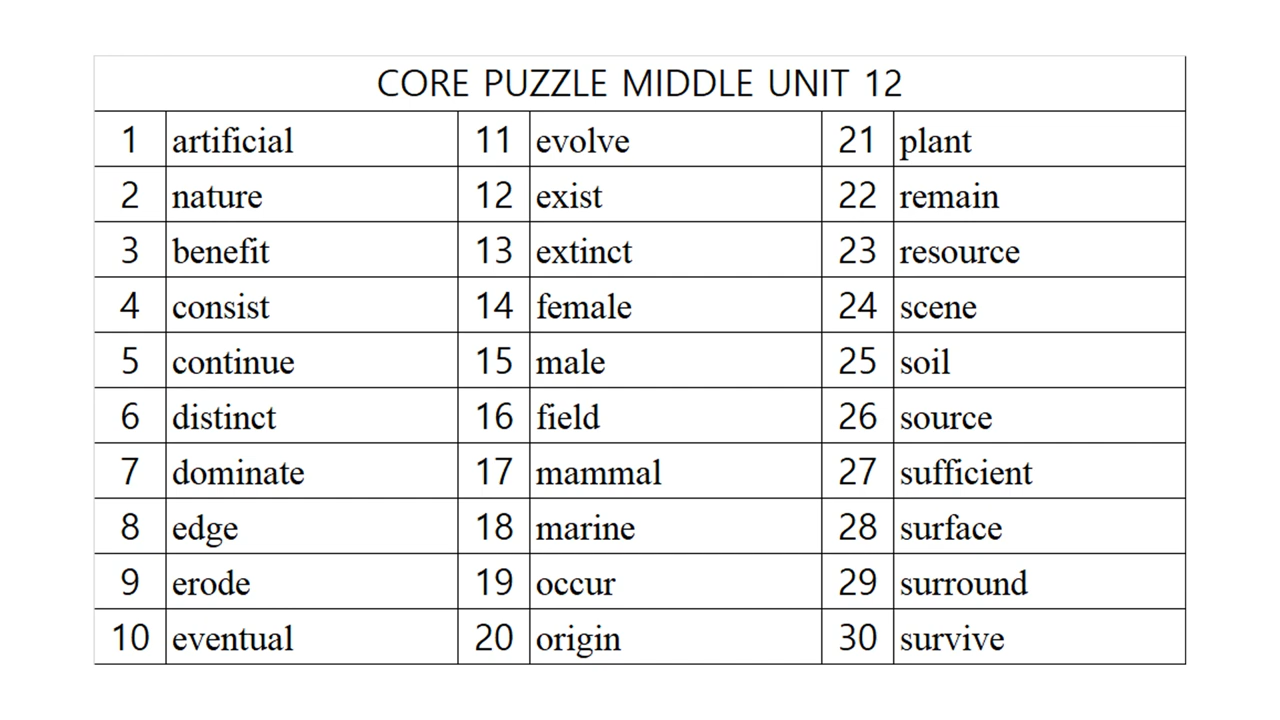 CORE PUZZLE MIDDLE UNIT 12
1 artificial 11 evolve 21 plant
2 nature 12 exist 22 remain
3 benefit 13 extinct 23 resource
4 consist 14 female 24 scene
5 continue 15 male 25 soil
6 distinct 16 field 26 source
7 dominate 17 mammal 27 sufficient
8 edge 18 marine 28 surface
9 erode 19 occur 29 surround
10 eventual 20 origin 30 survive